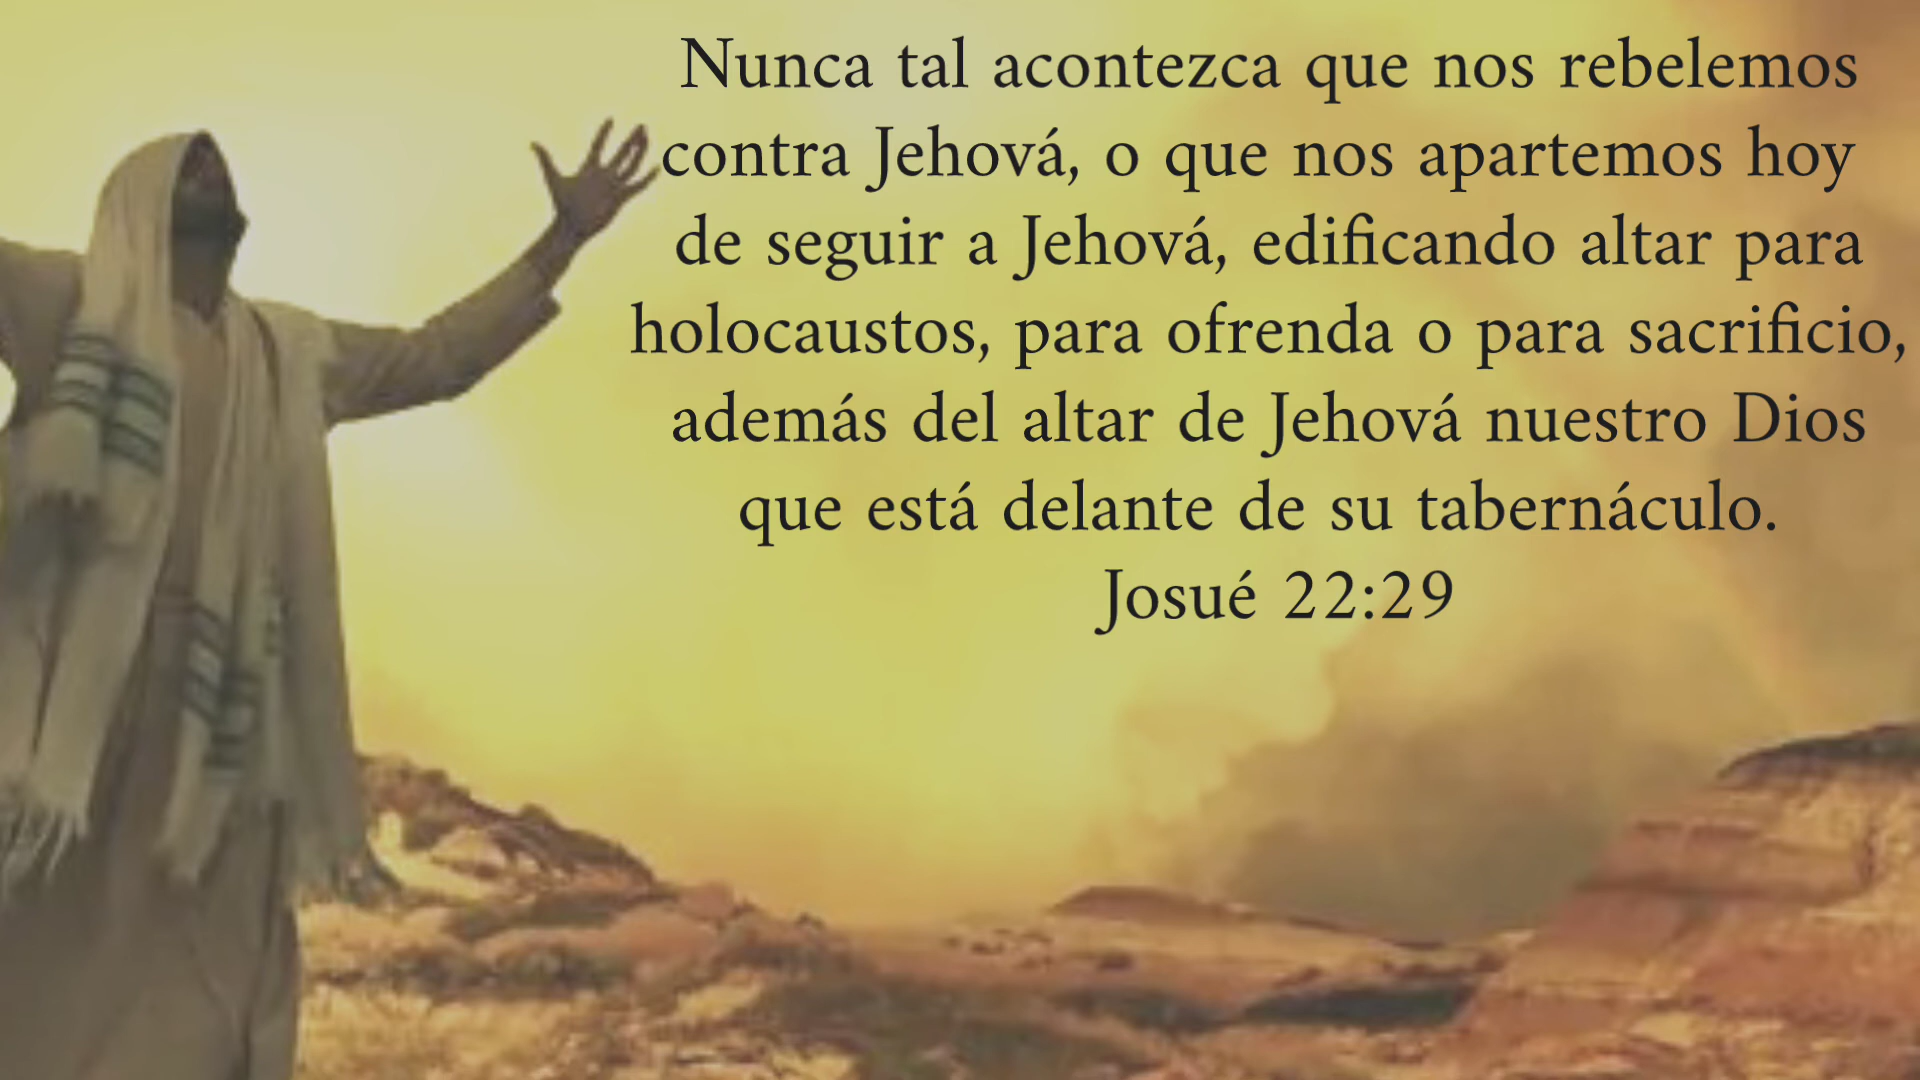 Nunca tal acontezca que nos rebelemos
contra Jehová, o que nos apartemos hoy
de seguir a Jehová, edificando altar para
holocaustos, para ofrenda o para sacrificio,
además del altar de Jehová nuestro Dios
que está delante de su tabernáculo.
Josué 22:29